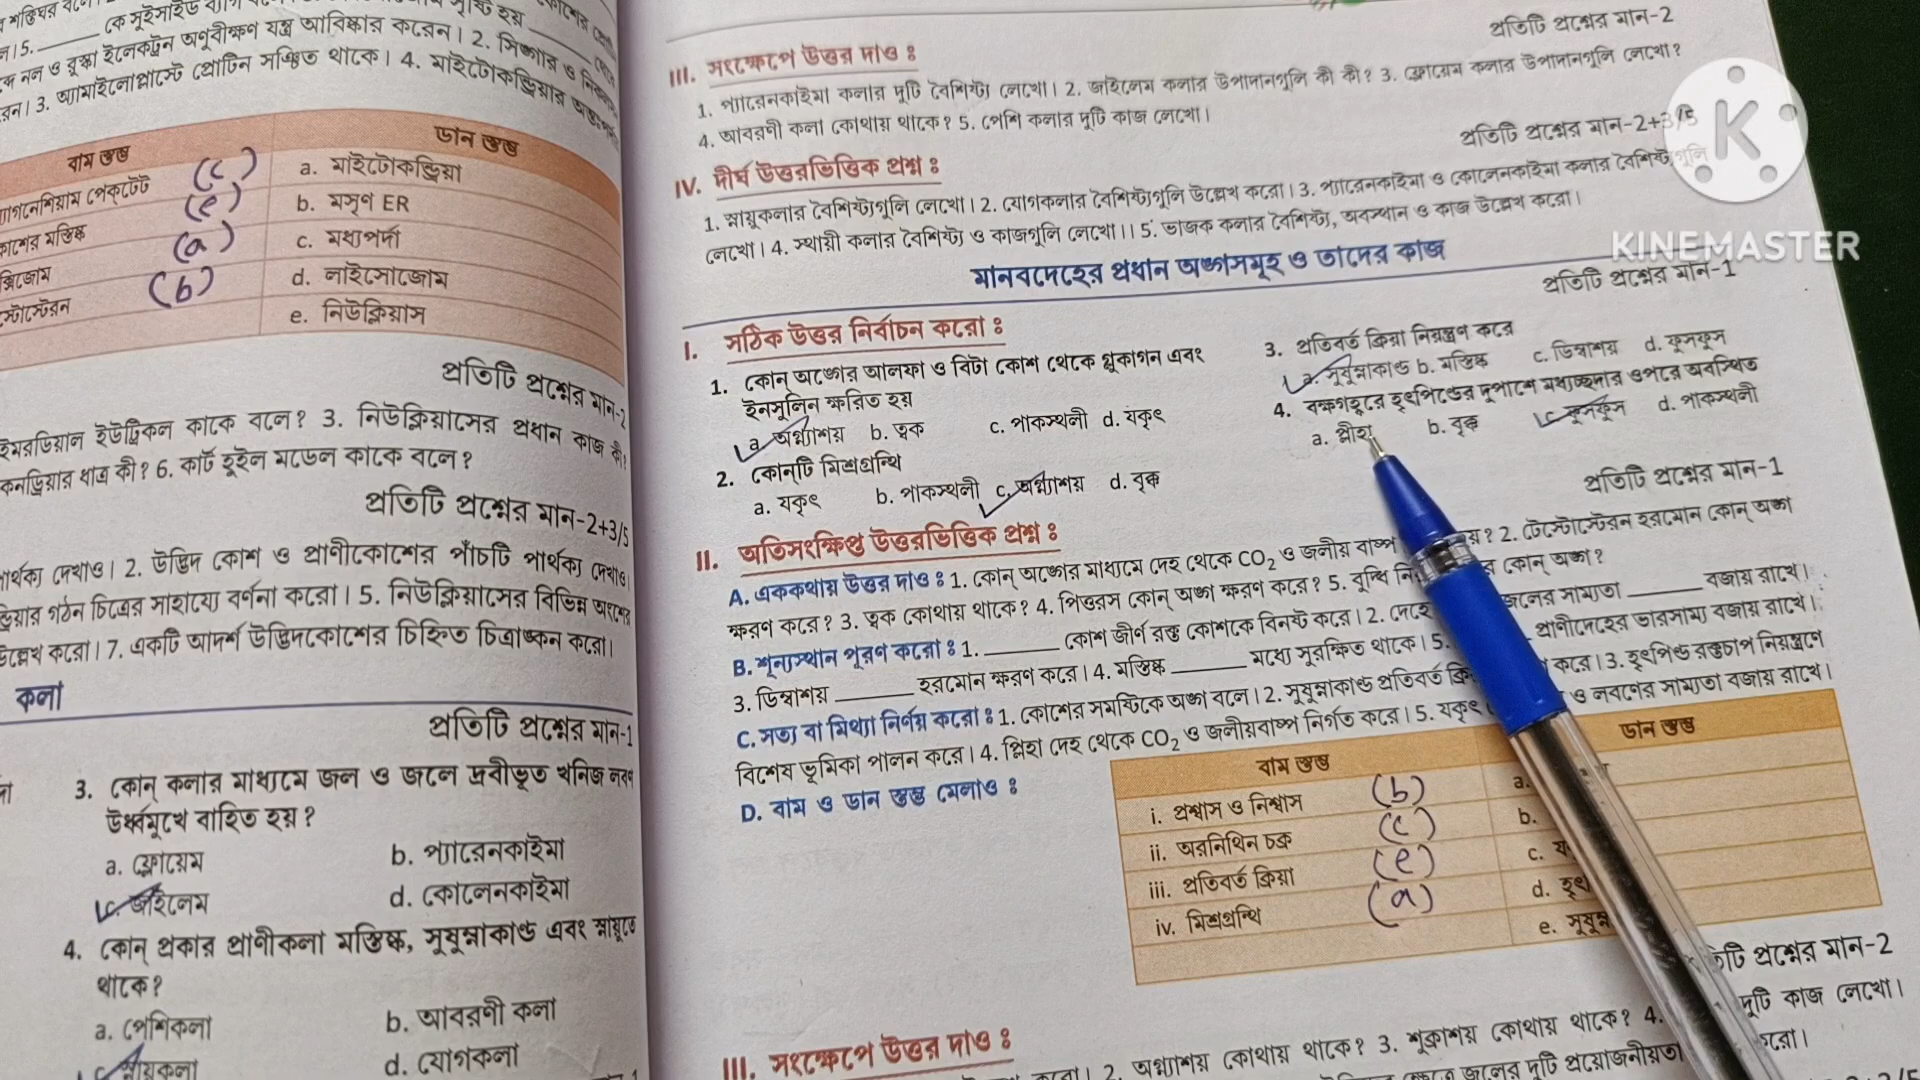 কে সুইসাইড
ন ও রুস্কা ইলেকট্রন অণুবীক্ষণ যন্ত্র আবিষ্কার করেন। 2. সিঙ্গার ও
3. অ্যামাইলোপ্লাস্টে প্রোটিন সঞ্চিত থাকে। 4. মাইটোকন্ড্রিয়ার
বাম স্তম্ভ ডান স্তম্ভ
পেকটেট (c) a. মাইটোকন্ড্রিয়া
মস্তিষ্ক (e) b. মসৃণ ER
(a) c. মধ্যপর্দা
(b) d. লাইসোজোম
e. নিউক্লিয়াস
প্রতিটি প্রশ্নের মান-2
ইউটিকল কাকে বলে? 3. নিউক্লিয়াসের প্রধান কাজ কী?
ধাত্র কী? 6. কার্ট হুইল মডেল কাকে বলে?
প্রতিটি প্রশ্নের মান-2+3/5
পার্থক্য দেখাও। 2. উদ্ভিদ কোশ ও প্রাণীকোশের পাঁচটি পার্থক্য দেখাও।
গঠন চিত্রের সাহায্যে বর্ণনা করো। 5. নিউক্লিয়াসের বিভিন্ন অংশের
উল্লেখ করো। 7. একটি আদর্শ উদ্ভিদকোশের চিহ্নিত চিত্রাঙ্কন করো।
কলা
প্রতিটি প্রশ্নের মান-1
3. কোন্ কলার মাধ্যমে জল ও জলে দ্রবীভূত খনিজ লবণ
ঊর্ধ্বমুখে বাহিত হয়?
a. ফ্লোয়েম b. প্যারেনকাইমা
c. জাইলেম d. কোলেনকাইমা
4. কোন্ প্রকার প্রাণীকলা মস্তিষ্ক, সুষুম্নাকাণ্ড এবং স্নায়ুতে
থাকে?
a. পেশিকলা b. আবরণী কলা
c. স্নায়ুকলা d. যোগকলা
প্রতিটি প্রশ্নের মান-2
III. সংক্ষেপে উত্তর দাও ঃ
1. প্যারেনকাইমা কলার দুটি বৈশিষ্ট্য লেখো। 2. জাইলেম কলার উপাদানগুলি কী কী? 3. ফ্লোয়েম কলার উপাদানগুলি লেখো?
4. আবরণী কলা কোথায় থাকে? 5. পেশি কলার দুটি কাজ লেখো।
প্রতিটি প্রশ্নের মান-2+3/5
IV. দীর্ঘ উত্তরভিত্তিক প্রশ্ন ঃ
1. স্নায়ুকলার বৈশিষ্ট্যগুলি লেখো। 2. যোগকলার বৈশিষ্ট্যগুলি উল্লেখ করো। 3. প্যারেনকাইমা ও কোলেনকাইমা কলার বৈশিষ্ট্যগুলি
লেখো। 4. স্থায়ী কলার বৈশিষ্ট্য ও কাজগুলি লেখো।। 5. ভাজক কলার বৈশিষ্ট্য, অবস্থান ও কাজ উল্লেখ করো।
K
KINEMASTER
মানবদেহের প্রধান অঙ্গসমূহ ও তাদের কাজ
প্রতিটি প্রশ্নের মান-1
I. সঠিক উত্তর নির্বাচন করো ঃ
1. কোন্ অঙ্গের আলফা ও বিটা কোশ থেকে গ্লুকাগন এবং
ইনসুলিন ক্ষরিত হয়
a. অগ্ন্যাশয় b. ত্বক c. পাকস্থলী d. যকৃৎ
2. কোনটি মিশ্রগ্রন্থি
a. যকৃৎ b. পাকস্থলী c. অগ্ন্যাশয় d. বৃক্ক
3. প্রতিবর্ত ক্রিয়া নিয়ন্ত্রণ করে
a. সুষুম্নাকাণ্ড b. মস্তিষ্ক c. ডিম্বাশয় d. ফুসফুস
4. বক্ষগহ্বরে হৃৎপিণ্ডের দুপাশে মধ্যচ্ছদার ওপরে অবস্থিত
a. প্লীহা b. বৃক্ক c. ফুসফুস d. পাকস্থলী
প্রতিটি প্রশ্নের মান-1
II. অতিসংক্ষিপ্ত উত্তরভিত্তিক প্রশ্ন ঃ
A. এককথায় উত্তর দাও ঃ 1. কোন্ অঙ্গের মাধ্যমে দেহ থেকে CO2 ও জলীয় বাষ্প য়? 2. টেস্টোস্টেরন হরমোন কোন্ অঙ্গ
ক্ষরণ করে? 3. ত্বক কোথায় থাকে? 4. পিত্তরস কোন্ অঙ্গ ক্ষরণ করে? 5. বুদ্ধি নি কোন্ অঙ্গ?
B. শূন্যস্থান পূরণ করো ঃ 1. ______ কোশ জীর্ণ রক্ত কোশকে বিনষ্ট করে। 2. দেহে জলের সাম্যতা ______ বজায় রাখে।
3. ডিম্বাশয় ______ হরমোন ক্ষরণ করে। 4. মস্তিষ্ক ______ মধ্যে সুরক্ষিত থাকে। 5. প্রাণীদেহের ভারসাম্য বজায় রাখে।
C. সত্য বা মিথ্যা নির্ণয় করো ঃ 1. কোশের সমষ্টিকে অঙ্গ বলে। 2. সুষুম্নাকাণ্ড প্রতিবর্ত ক্রি করে। 3. হৃৎপিণ্ড রক্তচাপ নিয়ন্ত্রণে
বিশেষ ভূমিকা পালন করে। 4. প্লিহা দেহ থেকে CO2 ও জলীয়বাষ্প নির্গত করে। 5. যকৃৎ ও লবণের সাম্যতা বজায় রাখে।
D. বাম ও ডান স্তম্ভ মেলাও ঃ
বাম স্তম্ভ ডান স্তম্ভ
i. প্রশ্বাস ও নিশ্বাস (b) a.
ii. অরনিথিন চক্র (c) b.
iii. প্রতিবর্ত ক্রিয়া (e) c.
iv. মিশ্রগ্রন্থি (a) d.
e.
প্রশ্নের মান-2
III. সংক্ষেপে উত্তর দাও ঃ
2. অগ্ন্যাশয় কোথায় থাকে? 3. শুক্রাশয় কোথায় থাকে? 4. দুটি কাজ লেখো।
জলের দুটি প্রয়োজনীয়তা